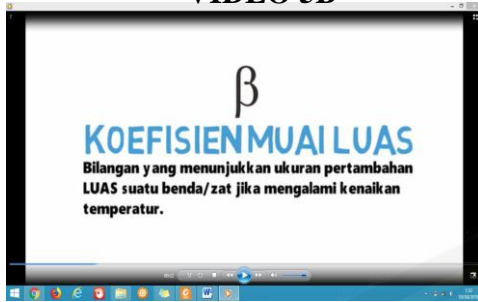 VIDEO 3B
β
KOEFISIEN MUAI LUAS
Bilangan yang menunjukkan ukuran pertambahan
LUAS suatu benda/zat jika mengalami kenaikan
temperatur.